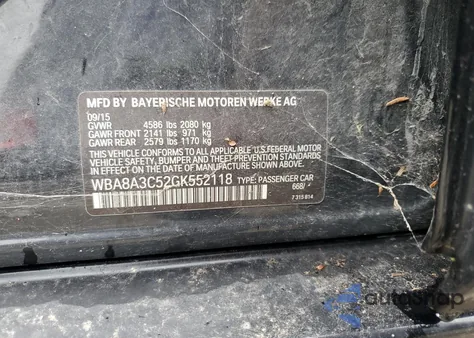 MFD BY BAYERISCHE MOTOREN WERKE AG
09/15
GVWR 4586 lbs 2080 kg
GAWR FRONT 2141 lbs 971 kg
GAWR REAR 2579 lbs 1170 kg
THIS VEHICLE CONFORMS TO ALL APPLICABLE U.S. FEDERAL MOTOR
VEHICLE SAFETY, BUMPER AND THEFT PREVENTION STANDARDS IN
EFFECT ON THE DATE OF MANUFACTURE SHOWN ABOVE.
WBA8A3C52GK552118 TYPE: PASSENGER CAR
668/
7 315 814
autosnap